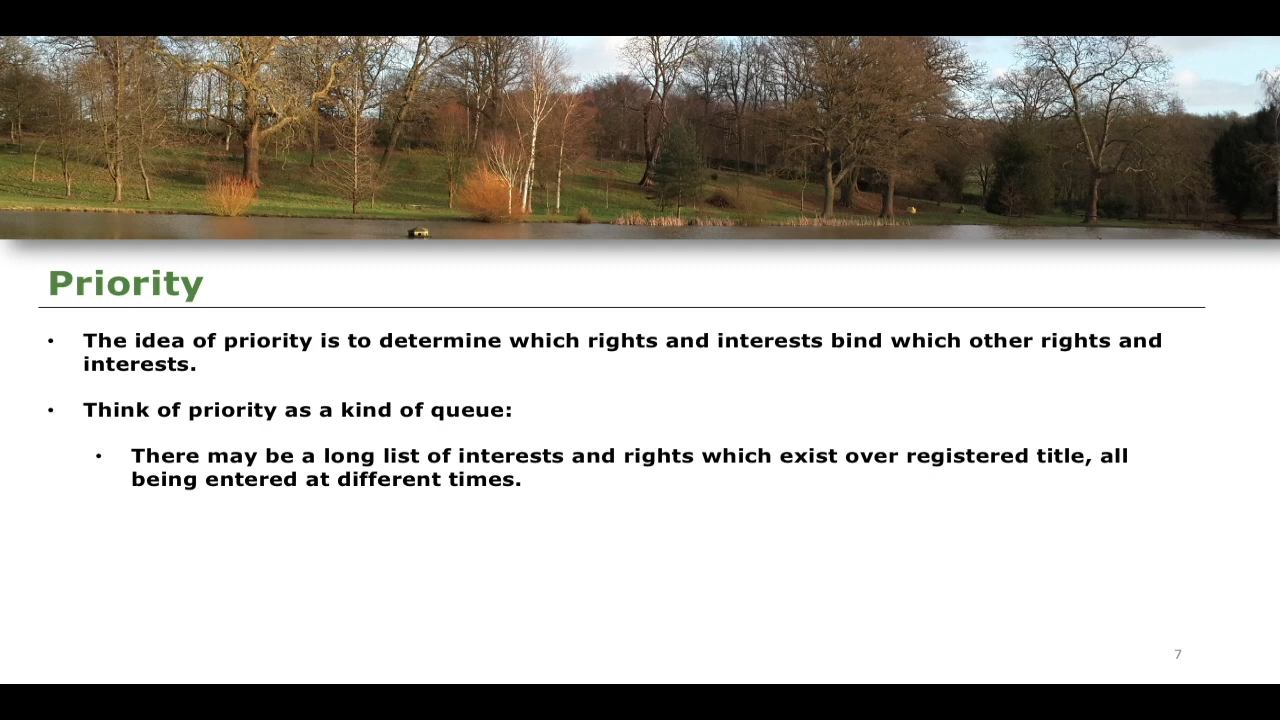 Priority
• The idea of priority is to determine which rights and interests bind which other rights and
interests.
• Think of priority as a kind of queue:
• There may be a long list of interests and rights which exist over registered title, all
being entered at different times.
7